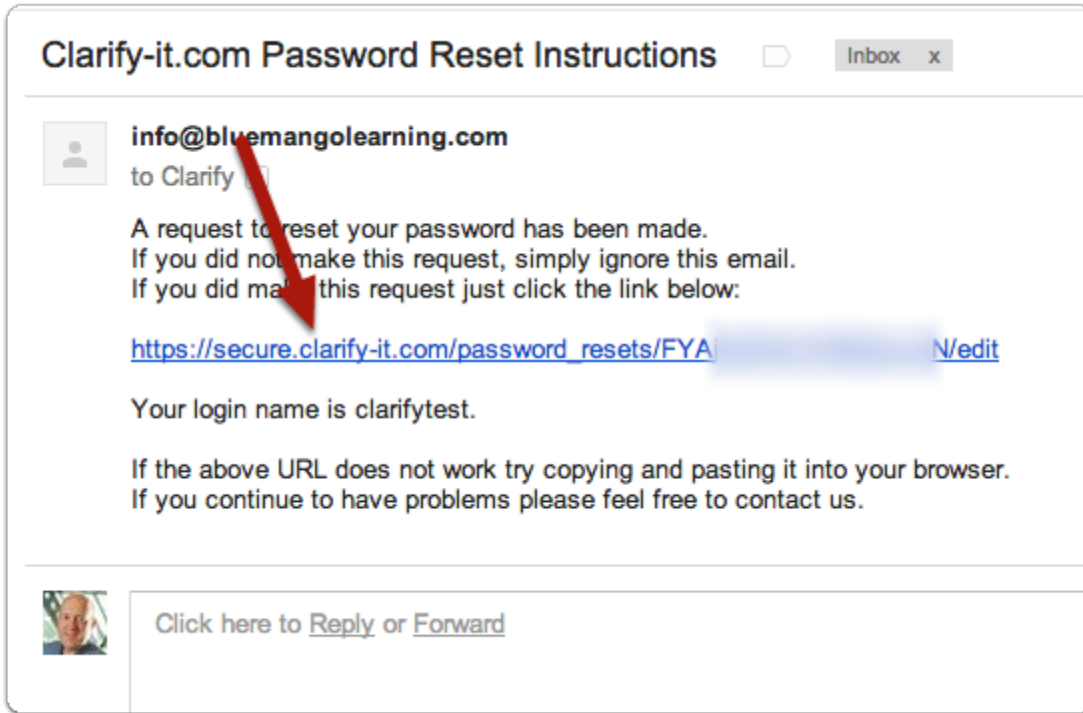 Clarify-it.com Password Reset Instructions
Inbox x
info@bluemangolearning.com
to Clarify
A request to reset your password has been made.
If you did not make this request, simply ignore this email.
If you did make this request just click the link below:
https://secure.clarify-it.com/password_resets/FYA N/edit
Your login name is clarifytest.
If the above URL does not work try copying and pasting it into your browser.
If you continue to have problems please feel free to contact us.
Click here to Reply or Forward